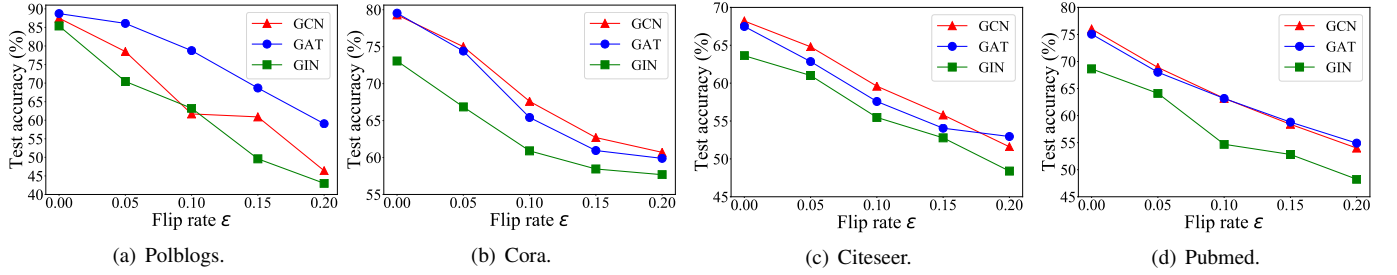 Test accuracy (%)
90
85
80
75
70
65
60
55
50
45
40
0.00 0.05 0.10 0.15 0.20
Flip rate ε
GCN
GAT
GIN
(a) Polblogs.
Test accuracy (%)
80
75
70
65
60
55
0.00 0.05 0.10 0.15 0.20
Flip rate ε
GCN
GAT
GIN
(b) Cora.
Test accuracy (%)
70
65
60
55
50
45
0.00 0.05 0.10 0.15 0.20
Flip rate ε
GCN
GAT
GIN
(c) Citeseer.
Test accuracy (%)
80
75
70
65
60
55
50
45
0.00 0.05 0.10 0.15 0.20
Flip rate ε
GCN
GAT
GIN
(d) Pubmed.